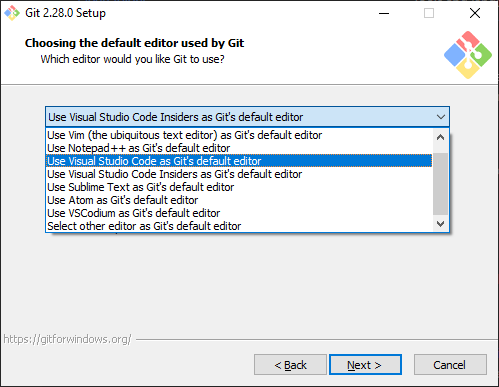 Git 2.28.0 Setup
Choosing the default editor used by Git
Which editor would you like Git to use?
Use Visual Studio Code Insiders as Git's default editor
Use Vim (the ubiquitous text editor) as Git's default editor
Use Notepad++ as Git's default editor
Use Visual Studio Code as Git's default editor
Use Visual Studio Code Insiders as Git's default editor
Use Sublime Text as Git's default editor
Use Atom as Git's default editor
Use VSCodium as Git's default editor
Select other editor as Git's default editor
https://gitforwindows.org/
< Back
Next >
Cancel